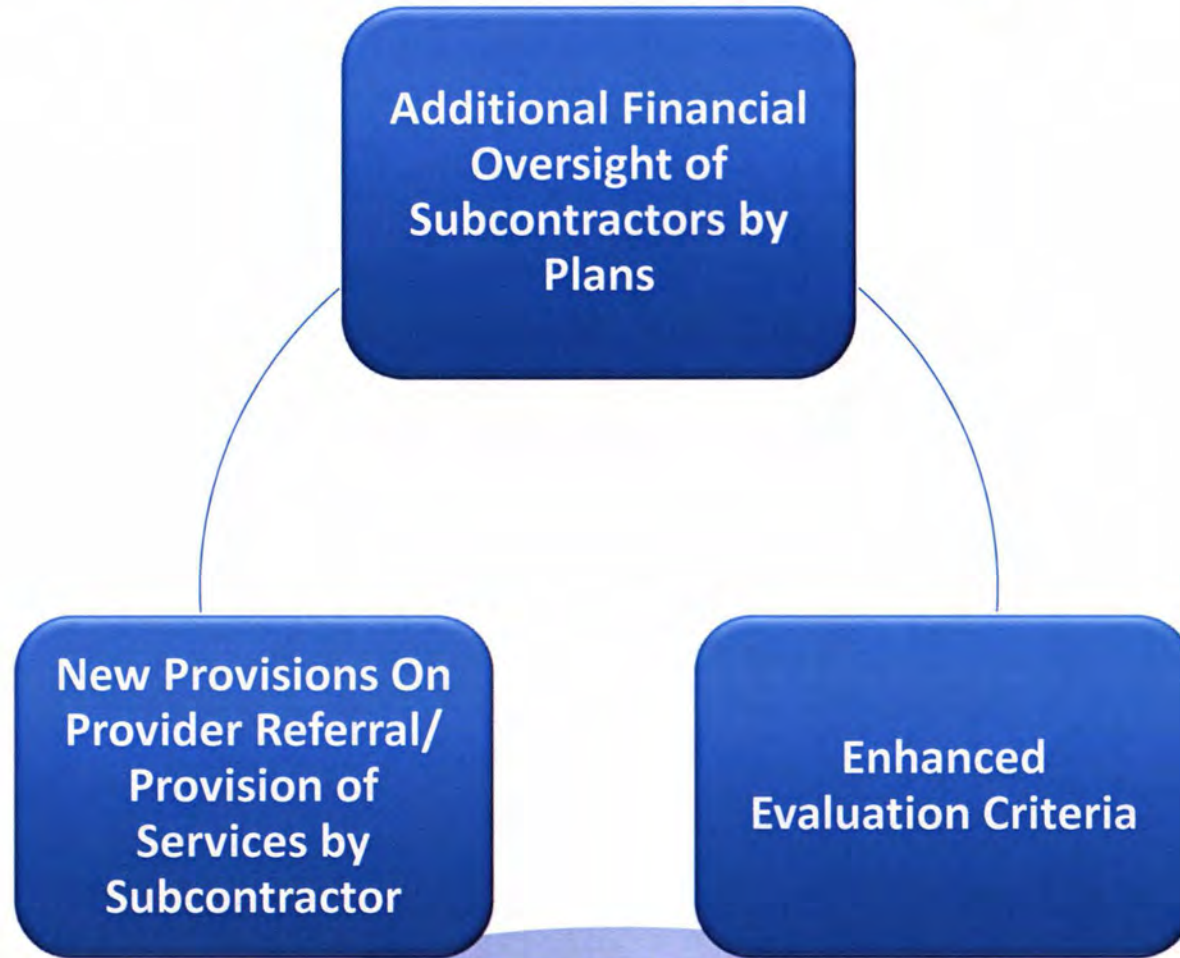 Additional Financial
Oversight of
Subcontractors by
Plans
New Provisions On
Provider Referral/
Provision of
Services by
Subcontractor
Enhanced
Evaluation Criteria